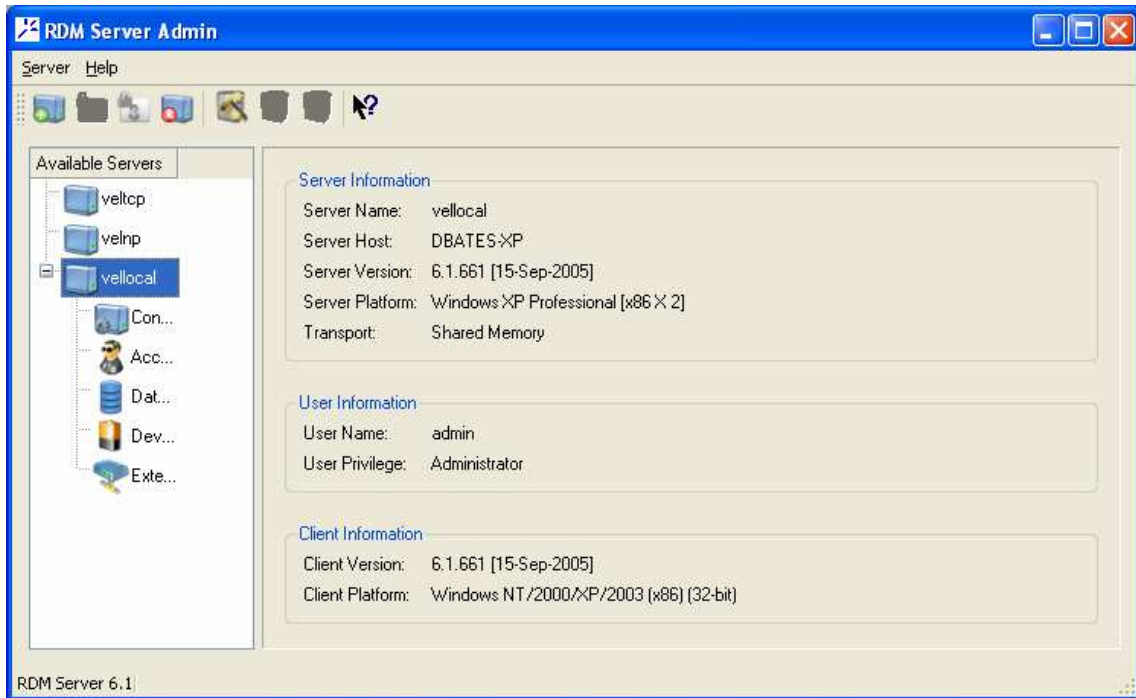 RDM Server Admin
Server Help
Available Servers
veltcp
velnp
vellocal
Con...
Acc...
Dat...
Dev...
Exte...
Server Information
Server Name: vellocal
Server Host: DBATES-XP
Server Version: 6.1.661 [15-Sep-2005]
Server Platform: Windows XP Professional [x86 X 2]
Transport: Shared Memory
User Information
User Name: admin
User Privilege: Administrator
Client Information
Client Version: 6.1.661 [15-Sep-2005]
Client Platform: Windows NT/2000/XP/2003 (x86) (32-bit)
RDM Server 6.1